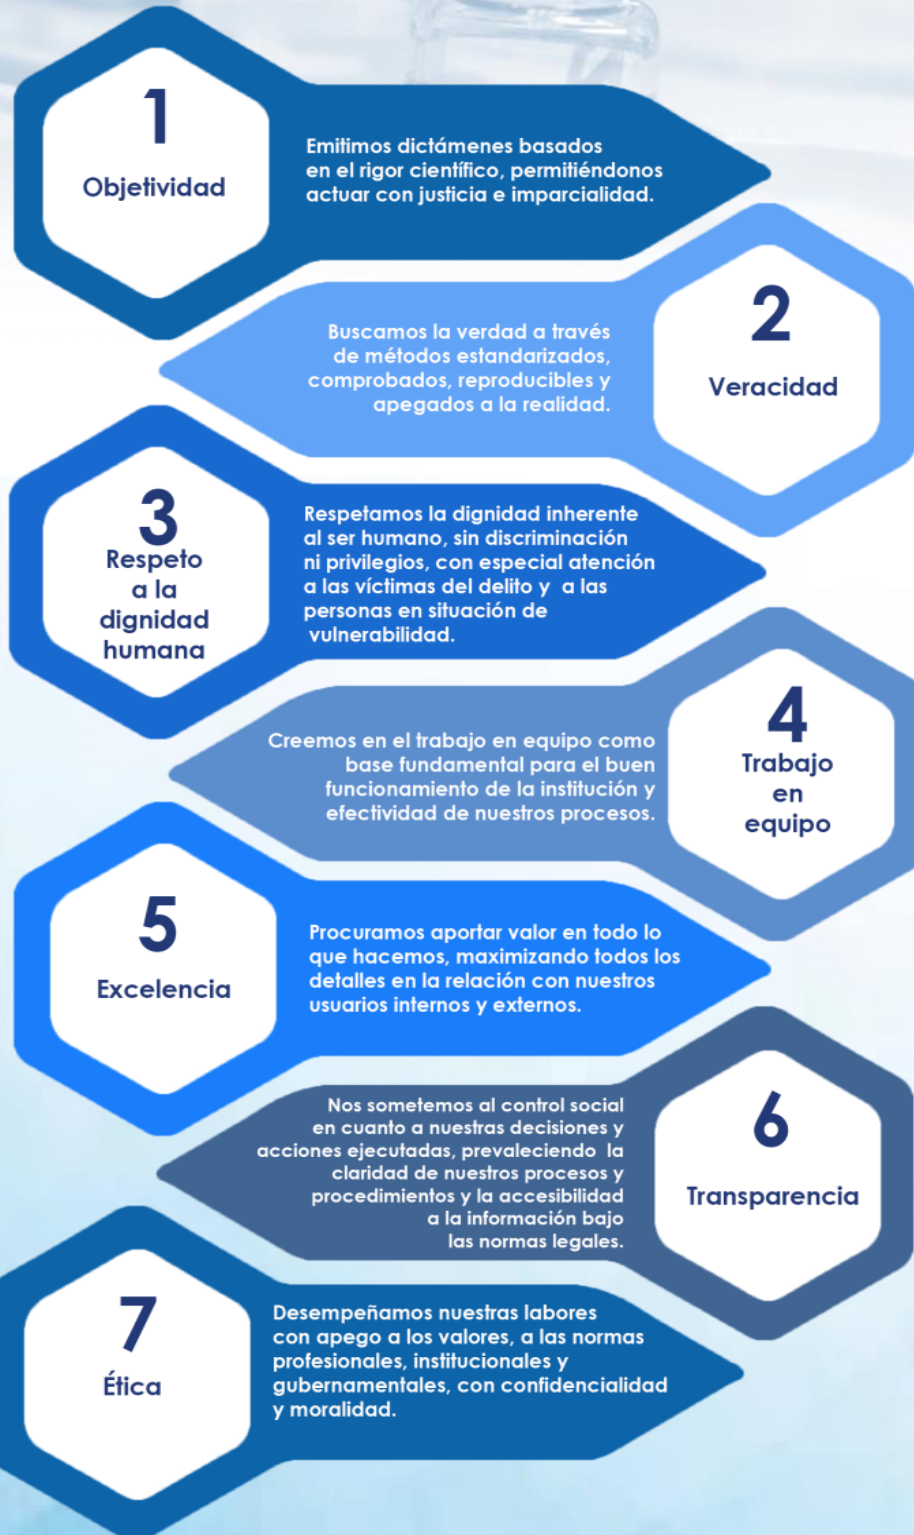 1
Objetividad
Emitimos dictámenes basados
en el rigor científico, permitiéndonos
actuar con justicia e imparcialidad.
2
Veracidad
Buscamos la verdad a través
de métodos estandarizados,
comprobados, reproducibles y
apegados a la realidad.
3
Respeto
a la
dignidad
humana
Respetamos la dignidad inherente
al ser humano, sin discriminación
ni privilegios, con especial atención
a las víctimas del delito y a las
personas en situación de
vulnerabilidad.
4
Trabajo
en
equipo
Creemos en el trabajo en equipo como
base fundamental para el buen
funcionamiento de la institución y
efectividad de nuestros procesos.
5
Excelencia
Procuramos aportar valor en todo lo
que hacemos, maximizando todos los
detalles en la relación con nuestros
usuarios internos y externos.
6
Transparencia
Nos sometemos al control social
en cuanto a nuestras decisiones y
acciones ejecutadas, prevaleciendo la
claridad de nuestros procesos y
procedimientos y la accesibilidad
a la información bajo
las normas legales.
7
Ética
Desempeñamos nuestras labores
con apego a los valores, a las normas
profesionales, institucionales y
gubernamentales, con confidencialidad
y moralidad.